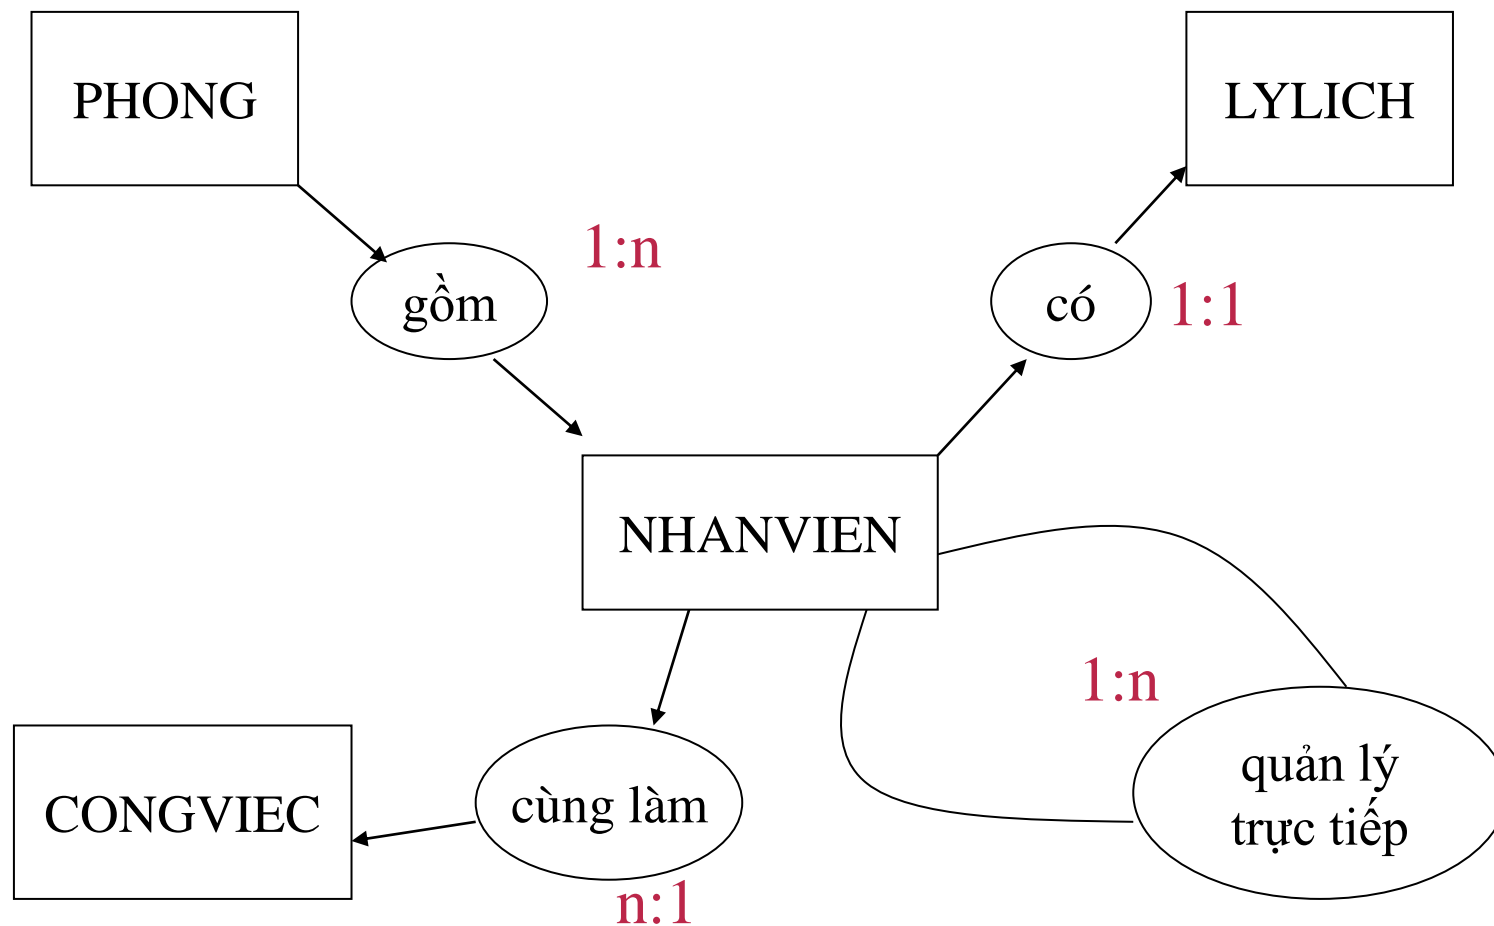 PHONG
LYLICH
1:n
gồm
có
1:1
NHANVIEN
1:n
quản lý
trực tiếp
CONGVIEC
cùng làm
n:1